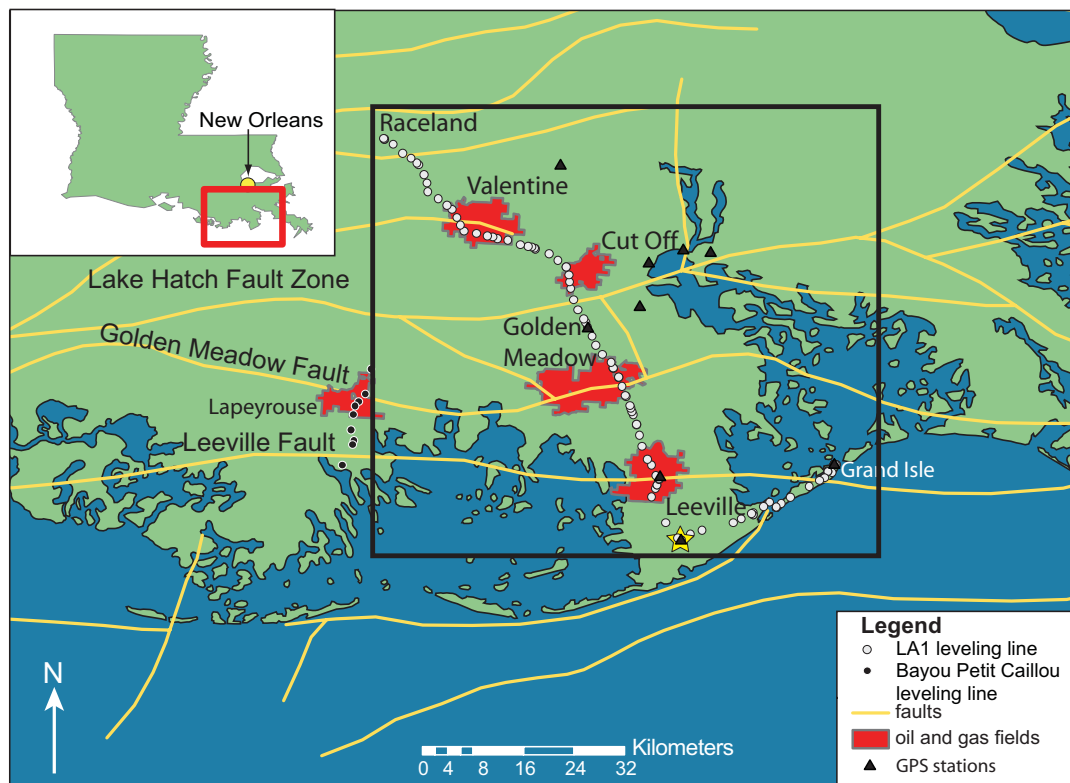 New Orleans
Raceland
Valentine
Cut Off
Lake Hatch Fault Zone
Golden
Meadow
Golden Meadow Fault
Lapeyrouse
Leeville Fault
Grand Isle
Leeville
N
Kilometers
0 4 8 16 24 32
Legend
LA1 leveling line
Bayou Petit Caillou
leveling line
faults
oil and gas fields
GPS stations